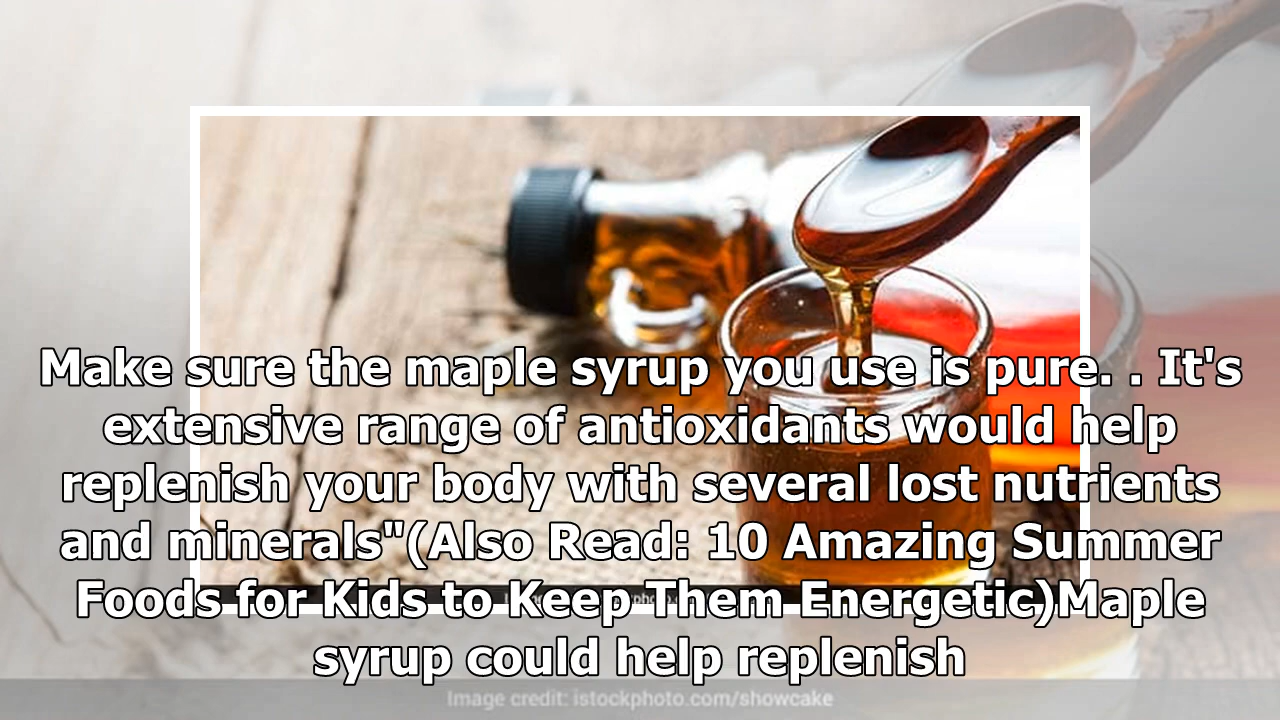 Make sure the maple syrup you use is pure. . It's
extensive range of antioxidants would help
replenish your body with several lost nutrients
and minerals"(Also Read: 10 Amazing Summer
Foods for Kids to Keep Them Energetic)Maple
syrup could help replenish
Image credit: istockphoto.com/showcake